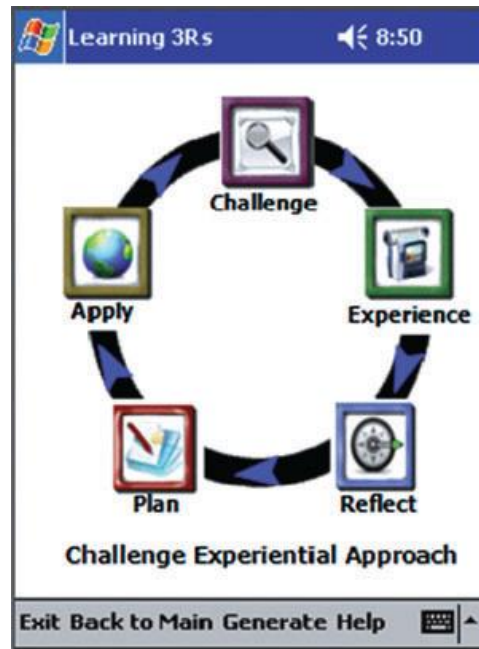 Learning 3Rs 8:50
Challenge
Apply
Experience
Plan
Reflect
Challenge Experiential Approach
Exit Back to Main Generate Help